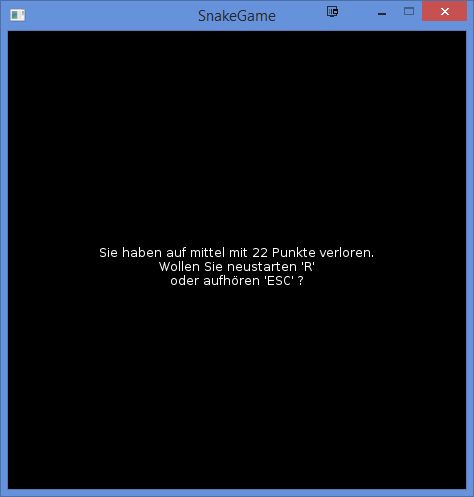 SnakeGame
Sie haben auf mittel mit 22 Punkte verloren.
Wollen Sie neustarten 'R'
oder aufhören 'ESC' ?